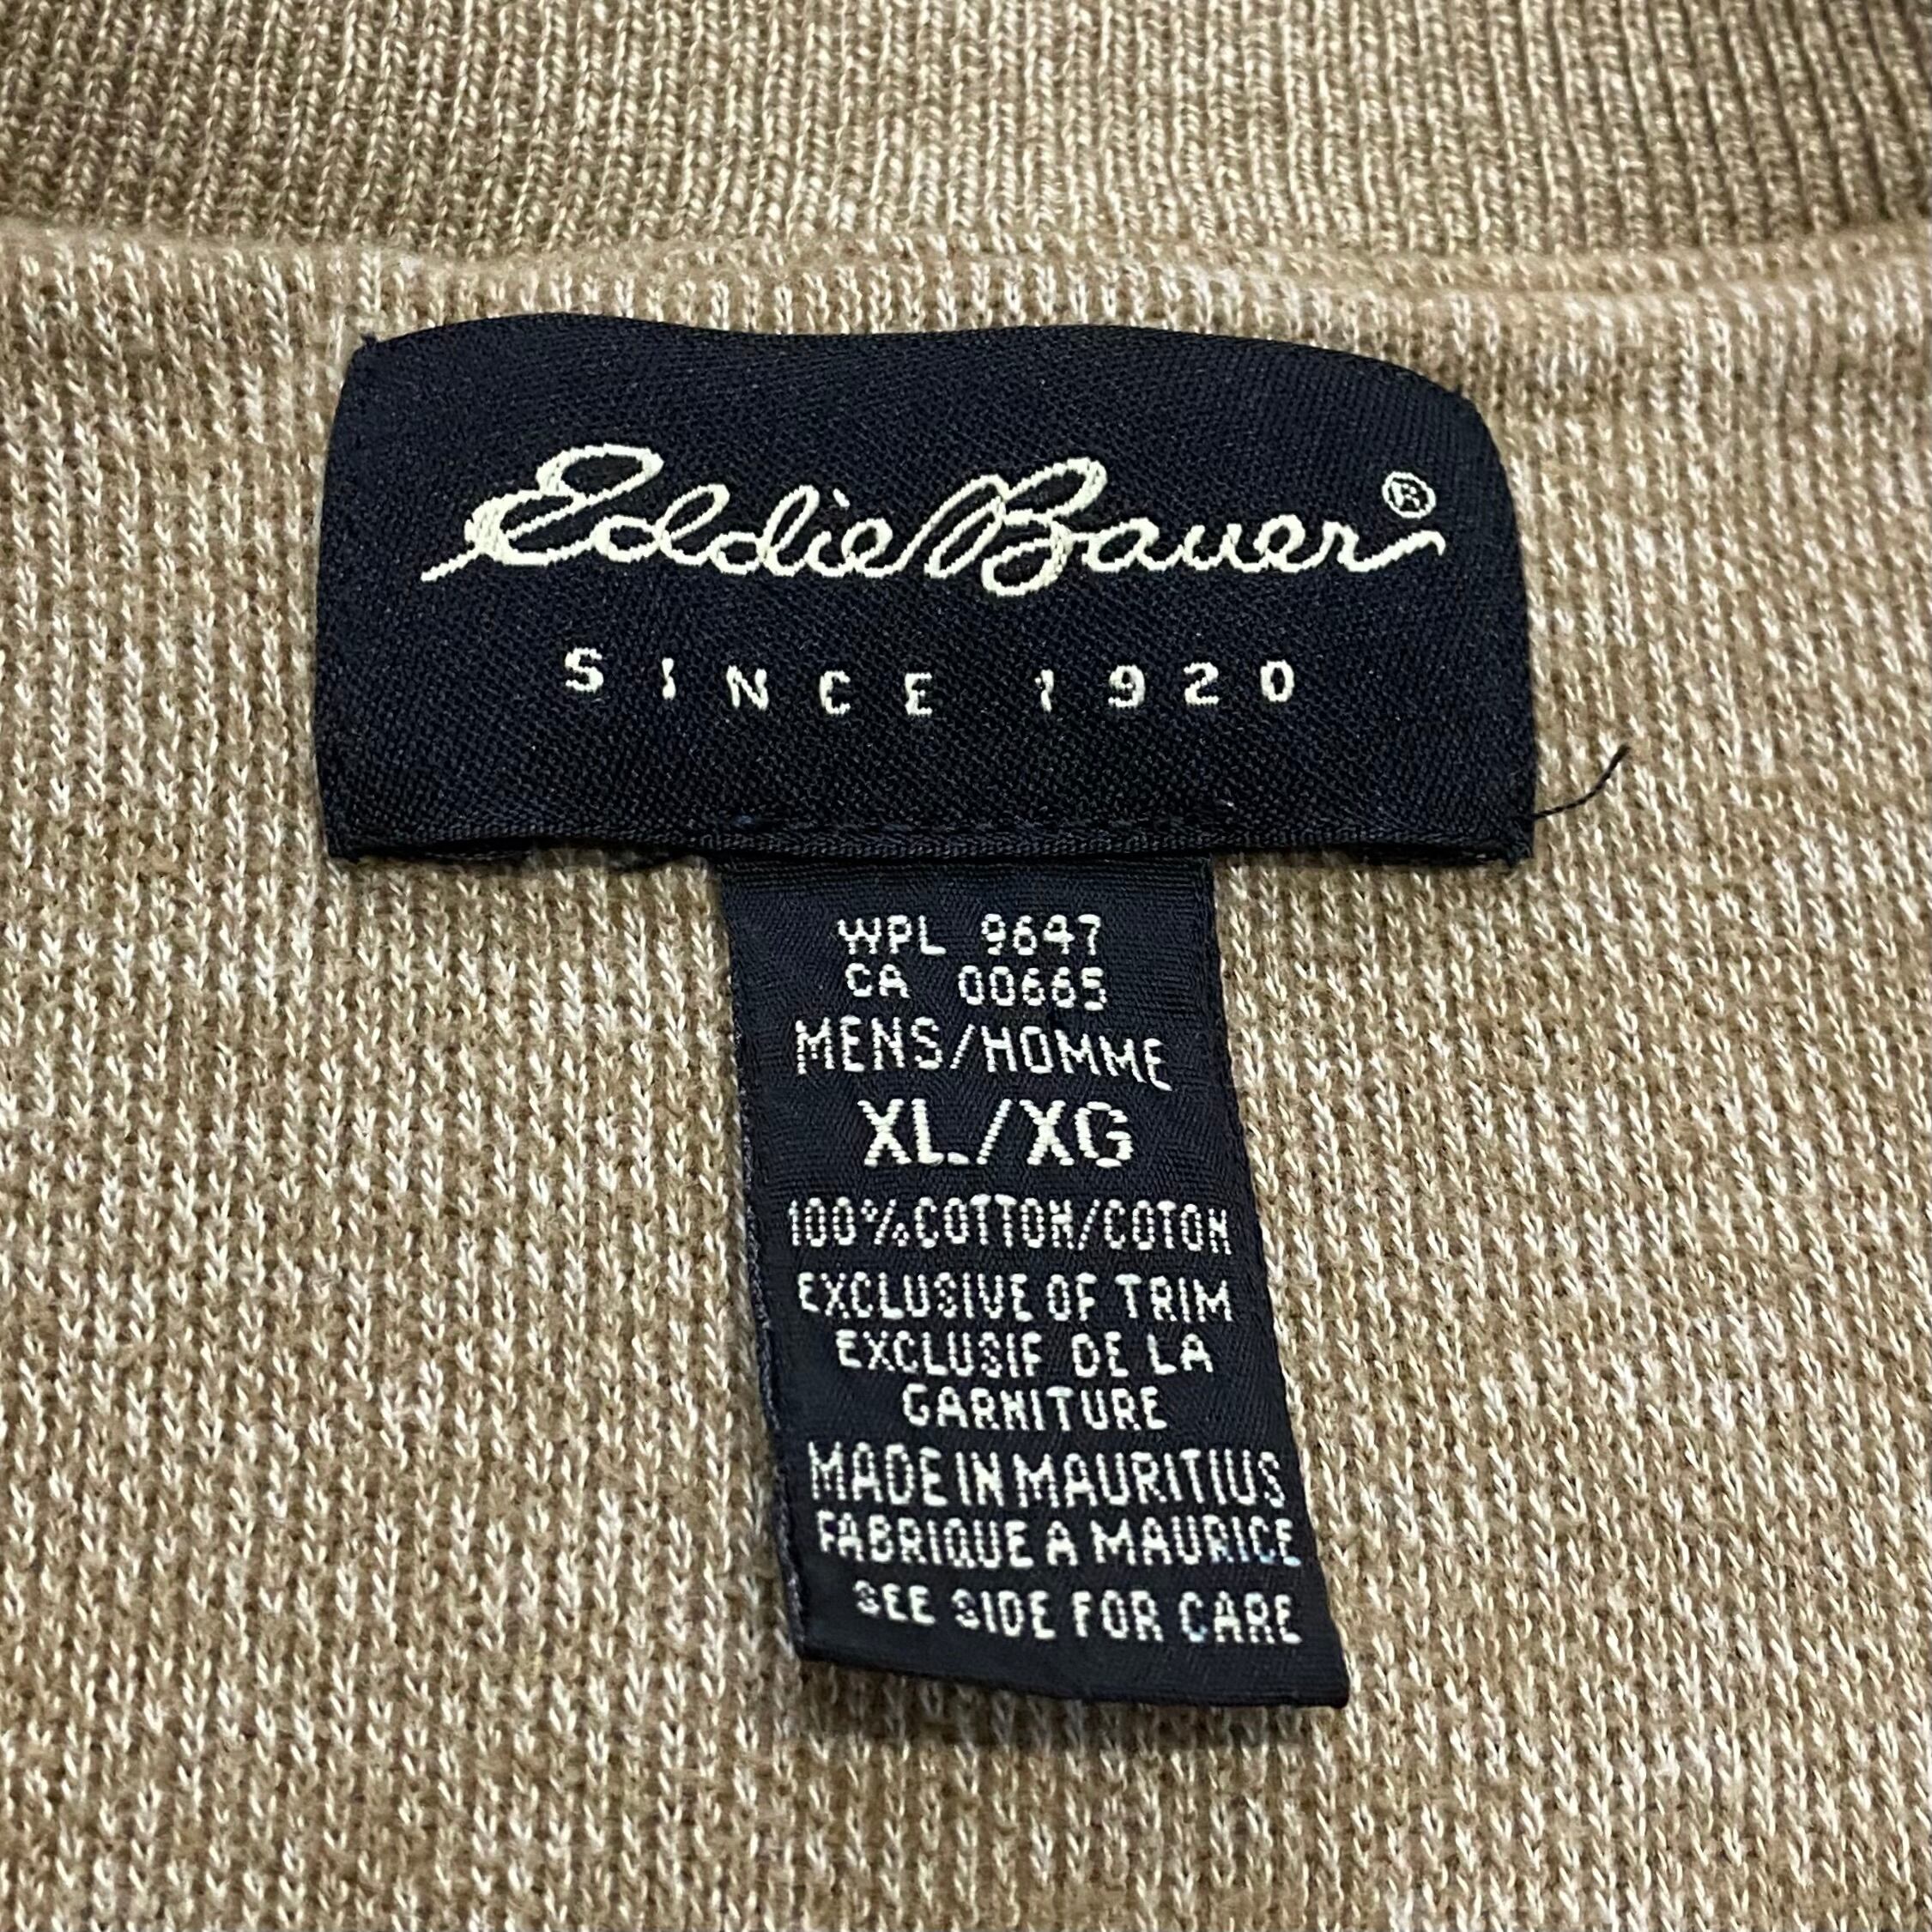 Eddie Bauer®
SINCE 1920
WPL 9647
CA 00665
MENS/HOMME
XL/XG
100%COTTON/COTON
EXCLUSIVE OF TRIM
EXCLUSIF DE LA
GARNITURE
MADE IN MAURITIUS
FABRIQUE A MAURICE
SEE SIDE FOR CARE